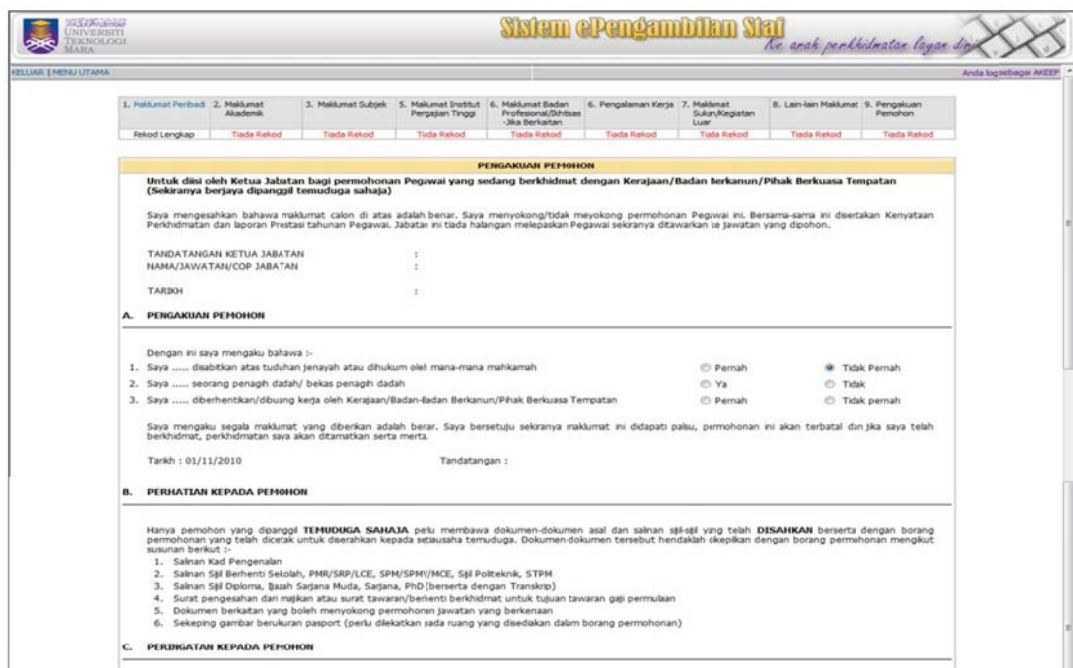 UNIVERSITI
TEKNOLOGI
MARA
Sistem ePengambilan Staf
Ke arah perkhidmatan layan diri
KELUAR | MENU UTAMA
Anda log sebagai
1. Maklumat Peribadi
2. Maklumat Akademik
3. Maklumat Subjek
5. Maklumat Institut Pengajian Tinggi
6. Maklumat Badan Profesional/Ikhtisas -Jika Berkaitan
6. Pengalaman Kerja
7. Maklumat Sukan/Kegiatan Luar
8. Lain-lain Maklumat
9. Pengakuan Pemohon
Rekod Lengkap Tiada Rekod Tiada Rekod Tiada Rekod Tiada Rekod Tiada Rekod Tiada Rekod Tiada Rekod Tiada Rekod
PENGAKUAN PEMOHON
Untuk diisi oleh Ketua Jabatan bagi permohonan Pegawai yang sedang berkhidmat dengan Kerajaan/Badan Berkanun/Pihak Berkuasa Tempatan
(Sekiranya berjaya dipanggil temuduga sahaja)
Saya mengesahkan bahawa maklumat calon di atas adalah benar. Saya menyokong/tidak meyokong permohonan Pegawai ini. Bersama-sama ini disertakan Kenyataan
Perkhidmatan dan laporan Prestasi tahunan Pegawai. Jabatan ini tiada halangan melepaskan Pegawai sekiranya ditawarkan ke jawatan yang dipohon.
TANDATANGAN KETUA JABATAN :
NAMA/JAWATAN/COP JABATAN :
TARIKH :
A. PENGAKUAN PEMOHON
Dengan ini saya mengaku bahawa :-
1. Saya ..... disabitkan atas tuduhan jenayah atau dihukum oleh mana-mana mahkamah Pernah Tidak Pernah
2. Saya ..... seorang penagih dadah/ bekas penagih dadah Ya Tidak
3. Saya ..... diberhentikan/dibuang kerja oleh Kerajaan/Badan-Badan Berkanun/Pihak Berkuasa Tempatan Pernah Tidak pernah
Saya mengaku segala maklumat yang diberikan adalah benar. Saya bersetuju sekiranya maklumat ini didapati palsu, permohonan ini akan terbatal dan jika saya telah
berkhidmat, perkhidmatan saya akan ditamatkan serta merta.
Tarikh : 01/11/2010 Tandatangan :
B. PERHATIAN KEPADA PEMOHON
Hanya pemohon yang dipanggil TEMUDUGA SAHAJA perlu membawa dokumen-dokumen asal dan salinan sijil-sijil yang telah DISAHKAN berserta dengan borang
permohonan yang telah dicetak untuk diserahkan kepada setiausaha temuduga. Dokumen-dokumen tersebut hendaklah dikepilkan dengan borang permohonan mengikut
susunan berikut :-
1. Salinan Kad Pengenalan
2. Salinan Sijil Berhenti Sekolah, PMR/SRP/LCE, SPM/SPMV/MCE, Sijil Politeknik, STPM
3. Salinan Sijil Diploma, Ijazah Sarjana Muda, Sarjana, PhD(berserta dengan Transkrip)
4. Surat pengesahan dari majikan atau surat tawaran/berhenti berkhidmat untuk tujuan tawaran gaji permulaan
5. Dokumen berkaitan yang boleh menyokong permohonan jawatan yang berkenaan
6. Sekeping gambar berukuran pasport (perlu dilekatkan pada ruang yang disediakan dalam borang permohonan)
C. PERINGATAN KEPADA PEMOHON